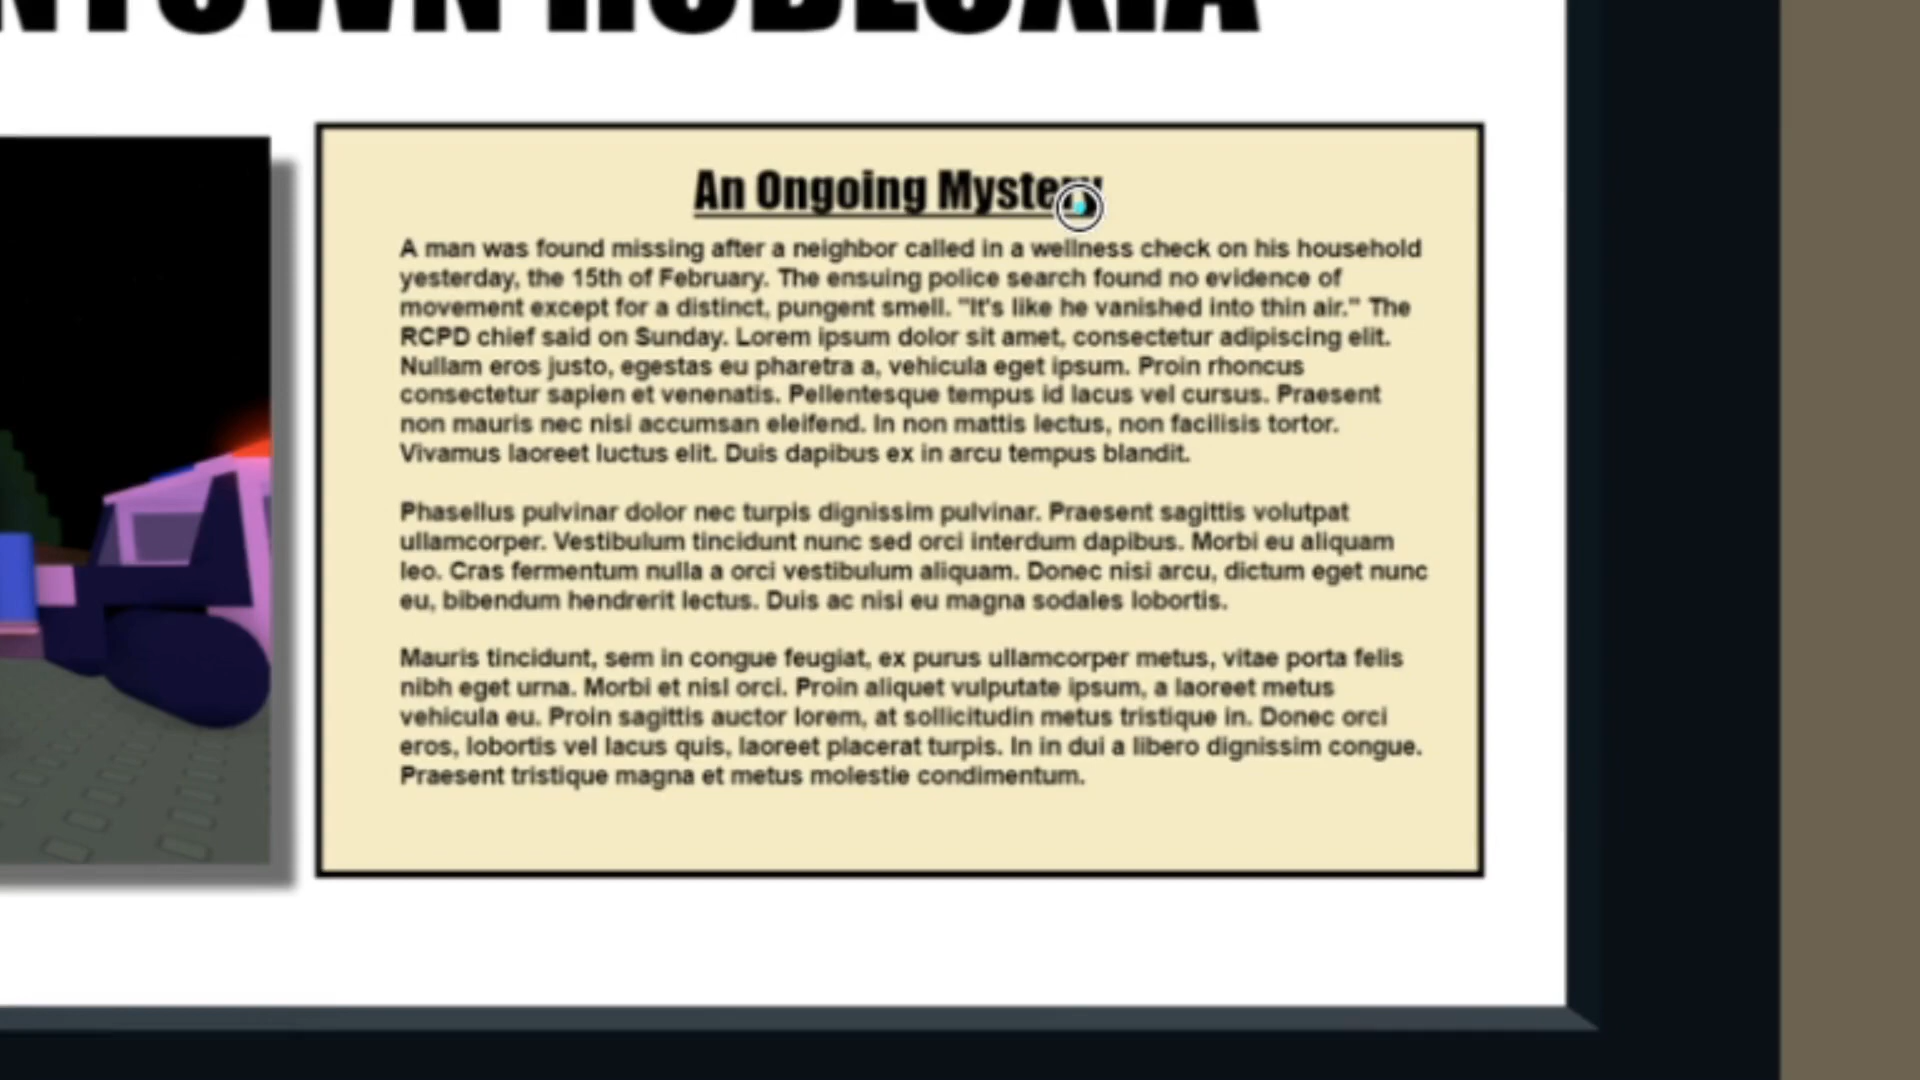 An Ongoing Mystery
A man was found missing after a neighbor called in a wellness check on his household
yesterday, the 15th of February. The ensuing police search found no evidence of
movement except for a distinct, pungent smell. "It's like he vanished into thin air." The
RCPD chief said on Sunday. Lorem ipsum dolor sit amet, consectetur adipiscing elit.
Nullam eros justo, egestas eu pharetra a, vehicula eget ipsum. Proin rhoncus
consectetur sapien et venenatis. Pellentesque tempus id lacus vel cursus. Praesent
non mauris nec nisi accumsan eleifend. In non mattis lectus, non facilisis tortor.
Vivamus laoreet luctus elit. Duis dapibus ex in arcu tempus blandit.
Phasellus pulvinar dolor nec turpis dignissim pulvinar. Praesent sagittis volutpat
ullamcorper. Vestibulum tincidunt nunc sed orci interdum dapibus. Morbi eu aliquam
leo. Cras fermentum nulla a orci vestibulum aliquam. Donec nisi arcu, dictum eget nunc
eu, bibendum hendrerit lectus. Duis ac nisi eu magna sodales lobortis.
Mauris tincidunt, sem in congue feugiat, ex purus ullamcorper metus, vitae porta felis
nibh eget urna. Morbi et nisl orci. Proin aliquet vulputate ipsum, a laoreet metus
vehicula eu. Proin sagittis auctor lorem, at sollicitudin metus tristique in. Donec orci
eros, lobortis vel lacus quis, laoreet placerat turpis. In in dui a libero dignissim congue.
Praesent tristique magna et metus molestie condimentum.